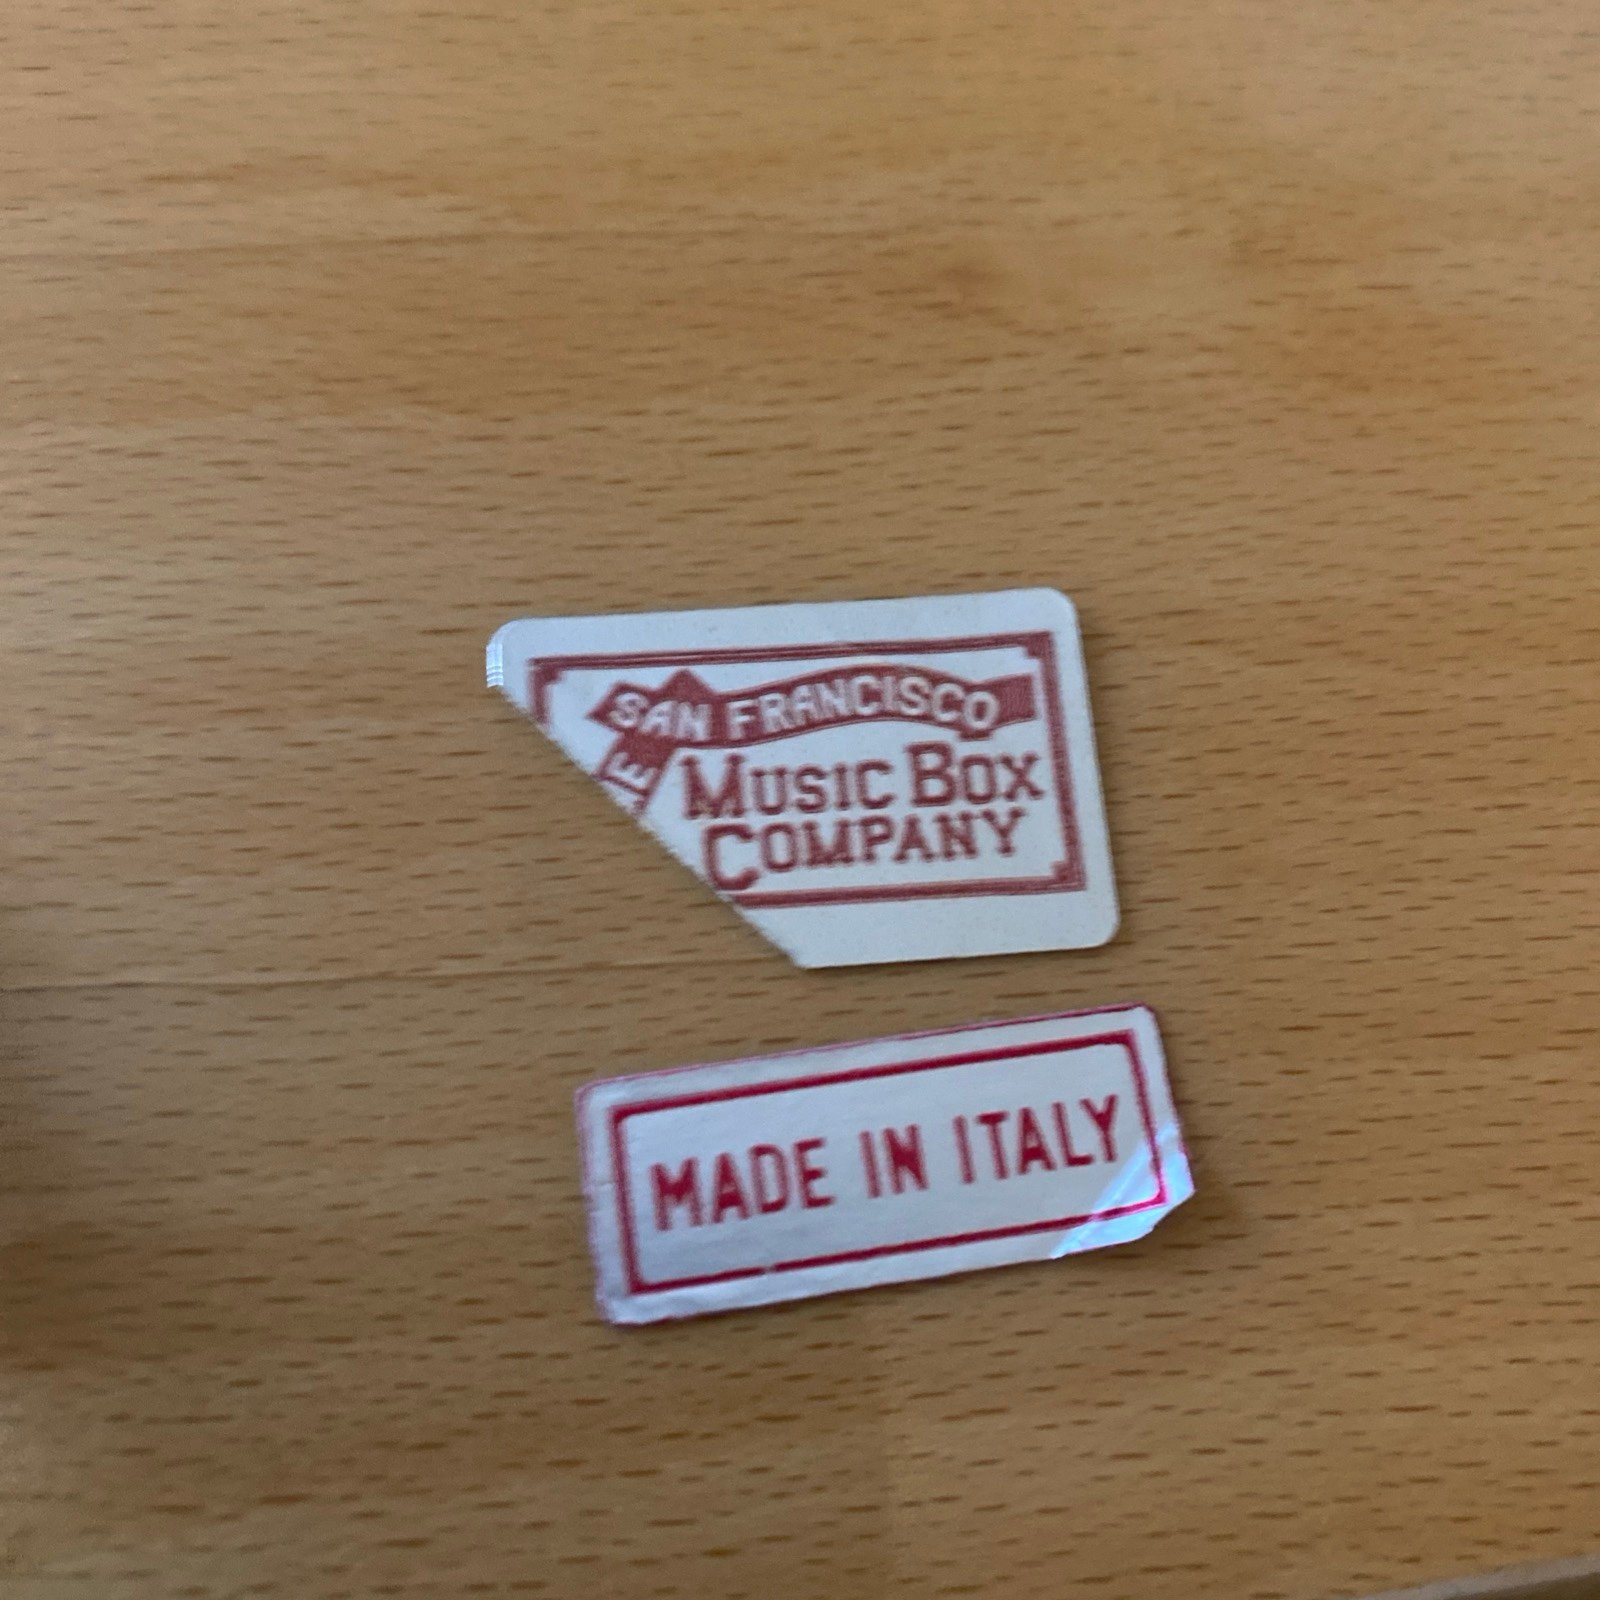 SAN FRANCISCO
MUSIC BOX
COMPANY
MADE IN ITALY